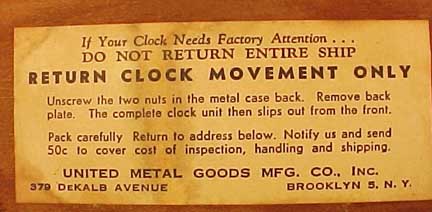 If Your Clock Needs Factory Attention . . .
DO NOT RETURN ENTIRE SHIP
RETURN CLOCK MOVEMENT ONLY
Unscrew the two nuts in the metal case back. Remove back
plate. The complete clock unit then slips out from the front.
Pack carefully Return to address below. Notify us and send
50c to cover cost of inspection, handling and shipping.
UNITED METAL GOODS MFG. CO., INC.
379 DEKALB AVENUE BROOKLYN 5, N. Y.